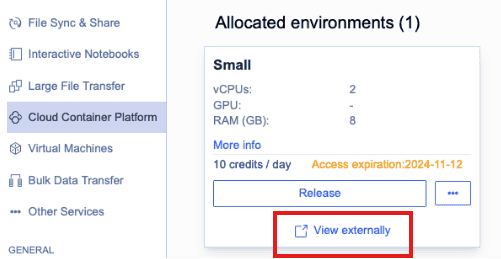 File Sync & Share
Interactive Notebooks
Large File Transfer
Cloud Container Platform
Virtual Machines
Bulk Data Transfer
Other Services
GENERAL
Allocated environments (1)
Small
vCPUs: 2
GPU: -
RAM (GB): 8
More info
10 credits / day Access expiration:2024-11-12
Release
View externally